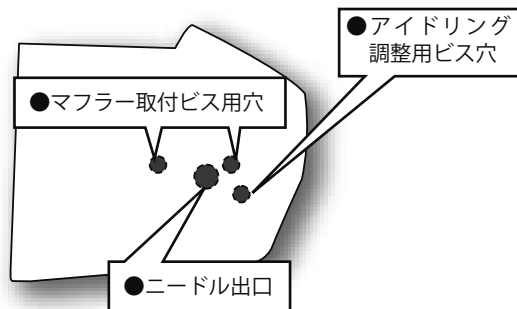 ●アイドリング
調整用ビス穴
●マフラー取付ビス用穴
●ニードル出口